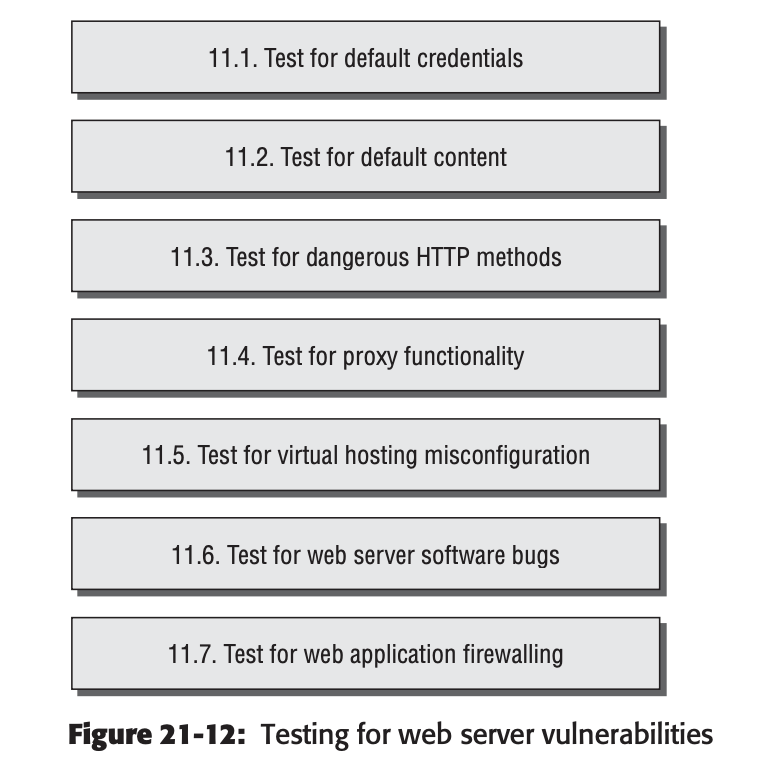 11.1. Test for default credentials
11.2. Test for default content
11.3. Test for dangerous HTTP methods
11.4. Test for proxy functionality
11.5. Test for virtual hosting misconfiguration
11.6. Test for web server software bugs
11.7. Test for web application firewalling
Figure 21-12: Testing for web server vulnerabilities